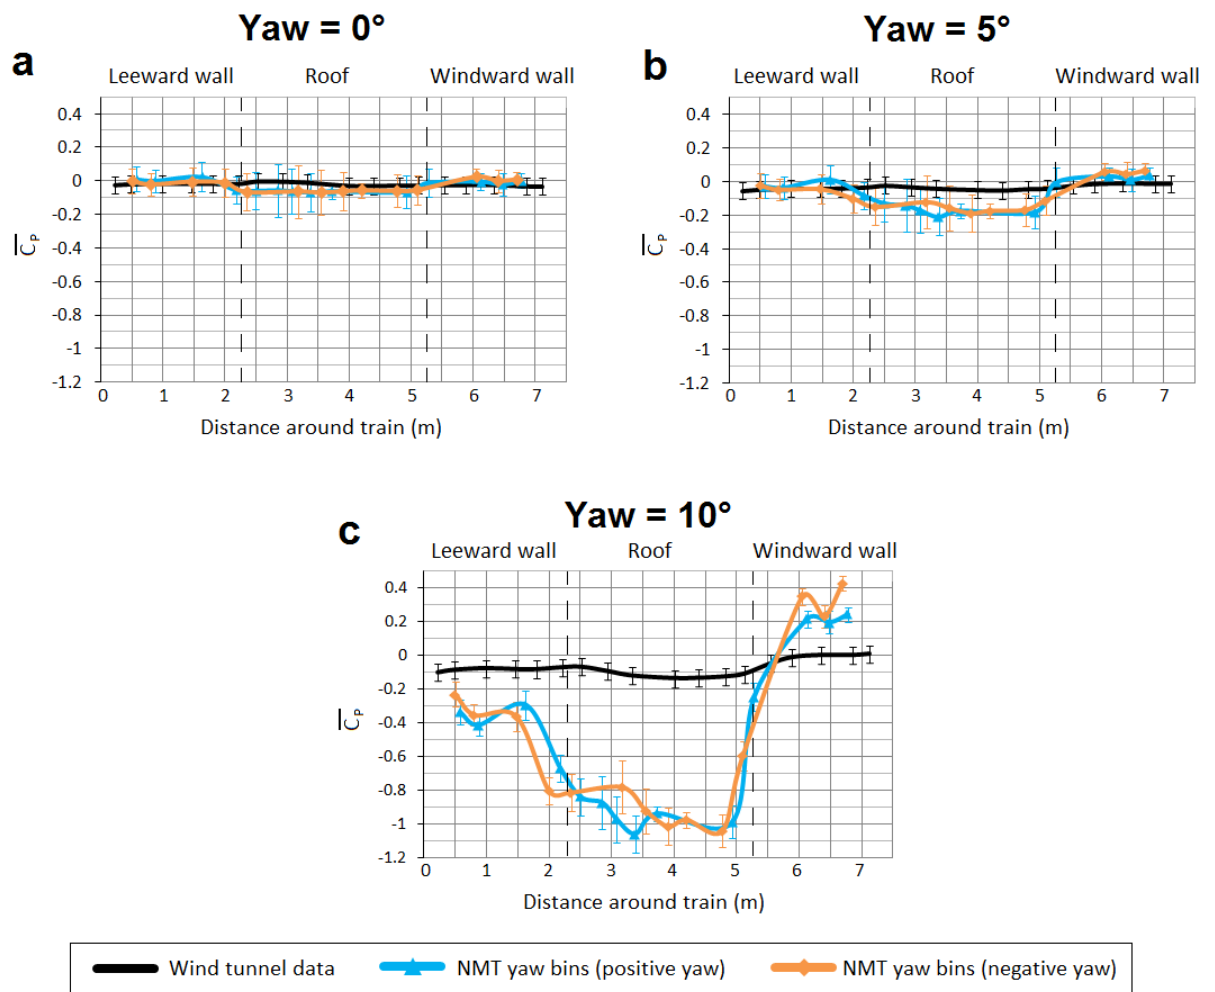 Yaw = 0°
a
Leeward wall Roof Windward wall
0.4
0.2
0
-0.2
-0.4
-0.6
-0.8
-1
-1.2
C̅P
0 1 2 3 4 5 6 7
Distance around train (m)
Yaw = 5°
b
Leeward wall Roof Windward wall
0.4
0.2
0
-0.2
-0.4
-0.6
-0.8
-1
-1.2
C̅P
0 1 2 3 4 5 6 7
Distance around train (m)
Yaw = 10°
c
Leeward wall Roof Windward wall
0.4
0.2
0
-0.2
-0.4
-0.6
-0.8
-1
-1.2
C̅P
0 1 2 3 4 5 6 7
Distance around train (m)
Wind tunnel data NMT yaw bins (positive yaw) NMT yaw bins (negative yaw)